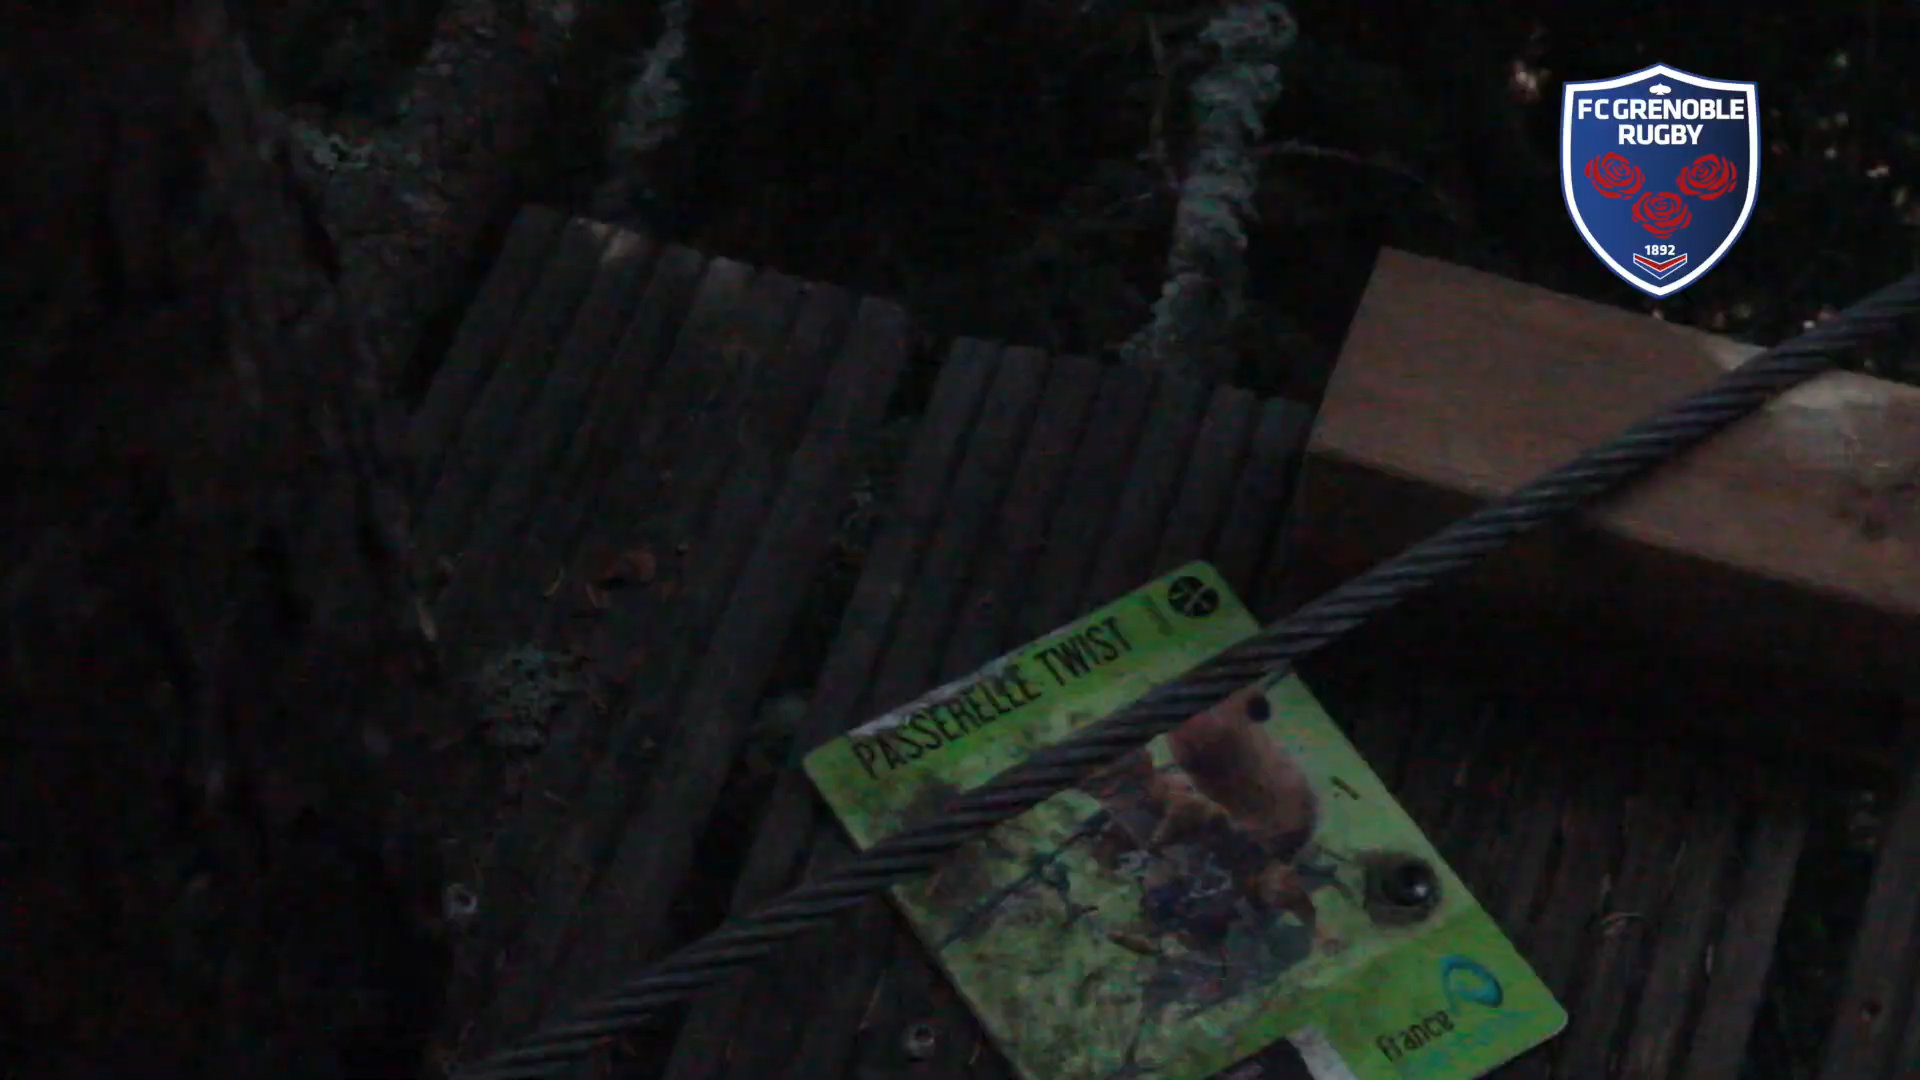 FC GRENOBLE
RUGBY
1892
PASSERELLE TWIST
france